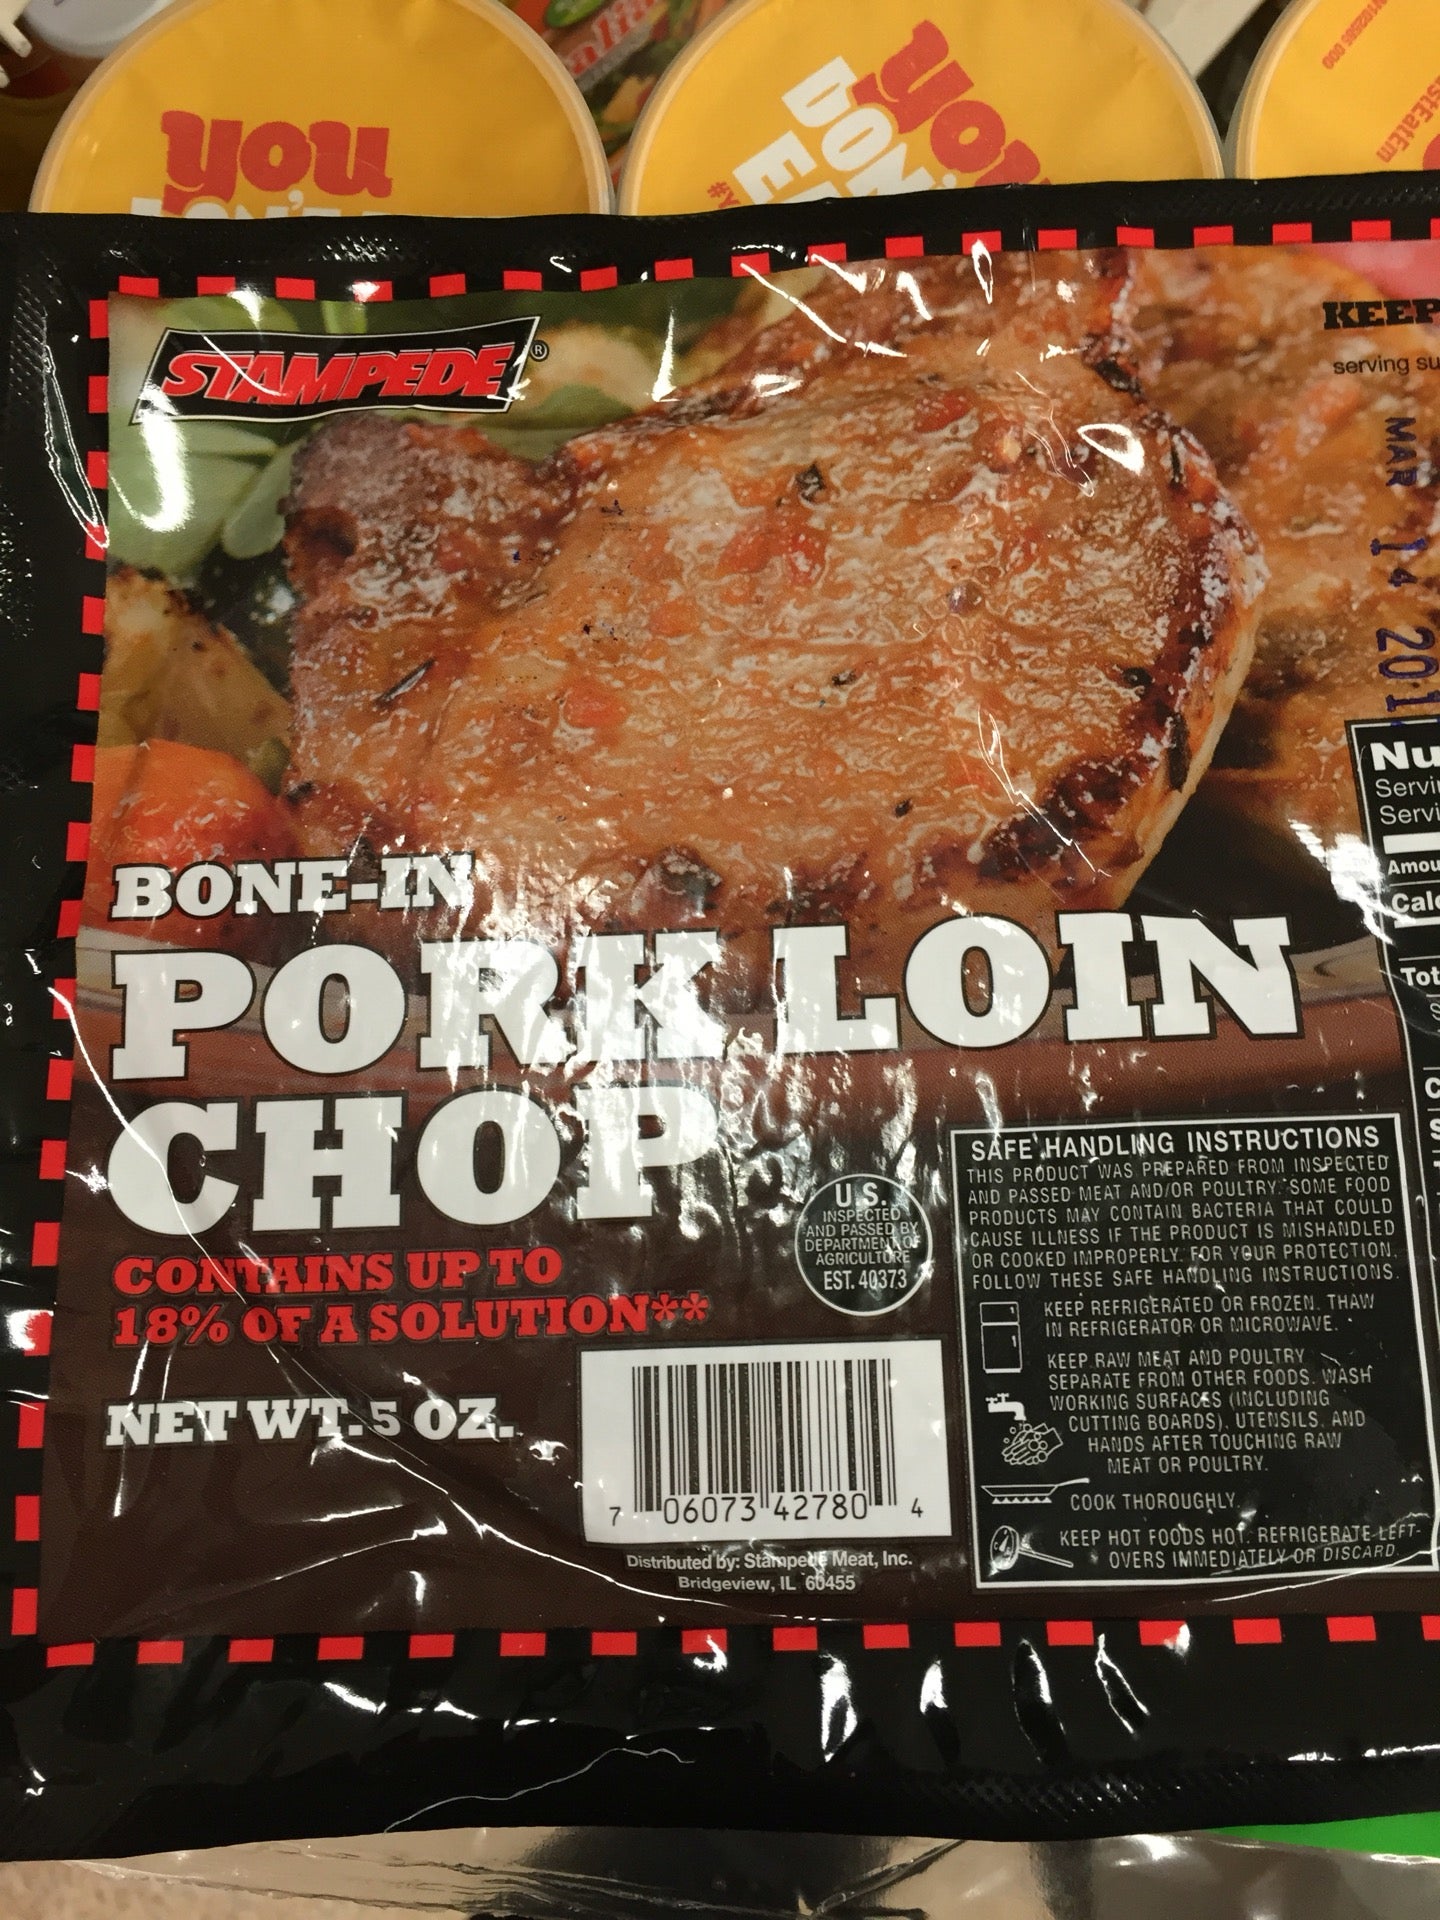 you
you
DON'T
STAMPEDE®
KEEP
serving
MAR 14 201
BONE-IN
PORK LOIN
CHOP
CONTAINS UP TO
18% OF A SOLUTION**
NET WT. 5 OZ.
U.S.
INSPECTED
AND PASSED BY
DEPARTMENT OF
AGRICULTURE
EST. 40373
7 06073 42780 4
Distributed by: Stampede Meat, Inc.
Bridgeview, IL 60455
SAFE HANDLING INSTRUCTIONS
THIS PRODUCT WAS PREPARED FROM INSPECTED
AND PASSED MEAT AND/OR POULTRY. SOME FOOD
PRODUCTS MAY CONTAIN BACTERIA THAT COULD
CAUSE ILLNESS IF THE PRODUCT IS MISHANDLED
OR COOKED IMPROPERLY. FOR YOUR PROTECTION,
FOLLOW THESE SAFE HANDLING INSTRUCTIONS.
KEEP REFRIGERATED OR FROZEN. THAW
IN REFRIGERATOR OR MICROWAVE.
KEEP RAW MEAT AND POULTRY
SEPARATE FROM OTHER FOODS. WASH
WORKING SURFACES (INCLUDING
CUTTING BOARDS), UTENSILS, AND
HANDS AFTER TOUCHING RAW
MEAT OR POULTRY.
COOK THOROUGHLY.
KEEP HOT FOODS HOT. REFRIGERATE LEFT-
OVERS IMMEDIATELY OR DISCARD.